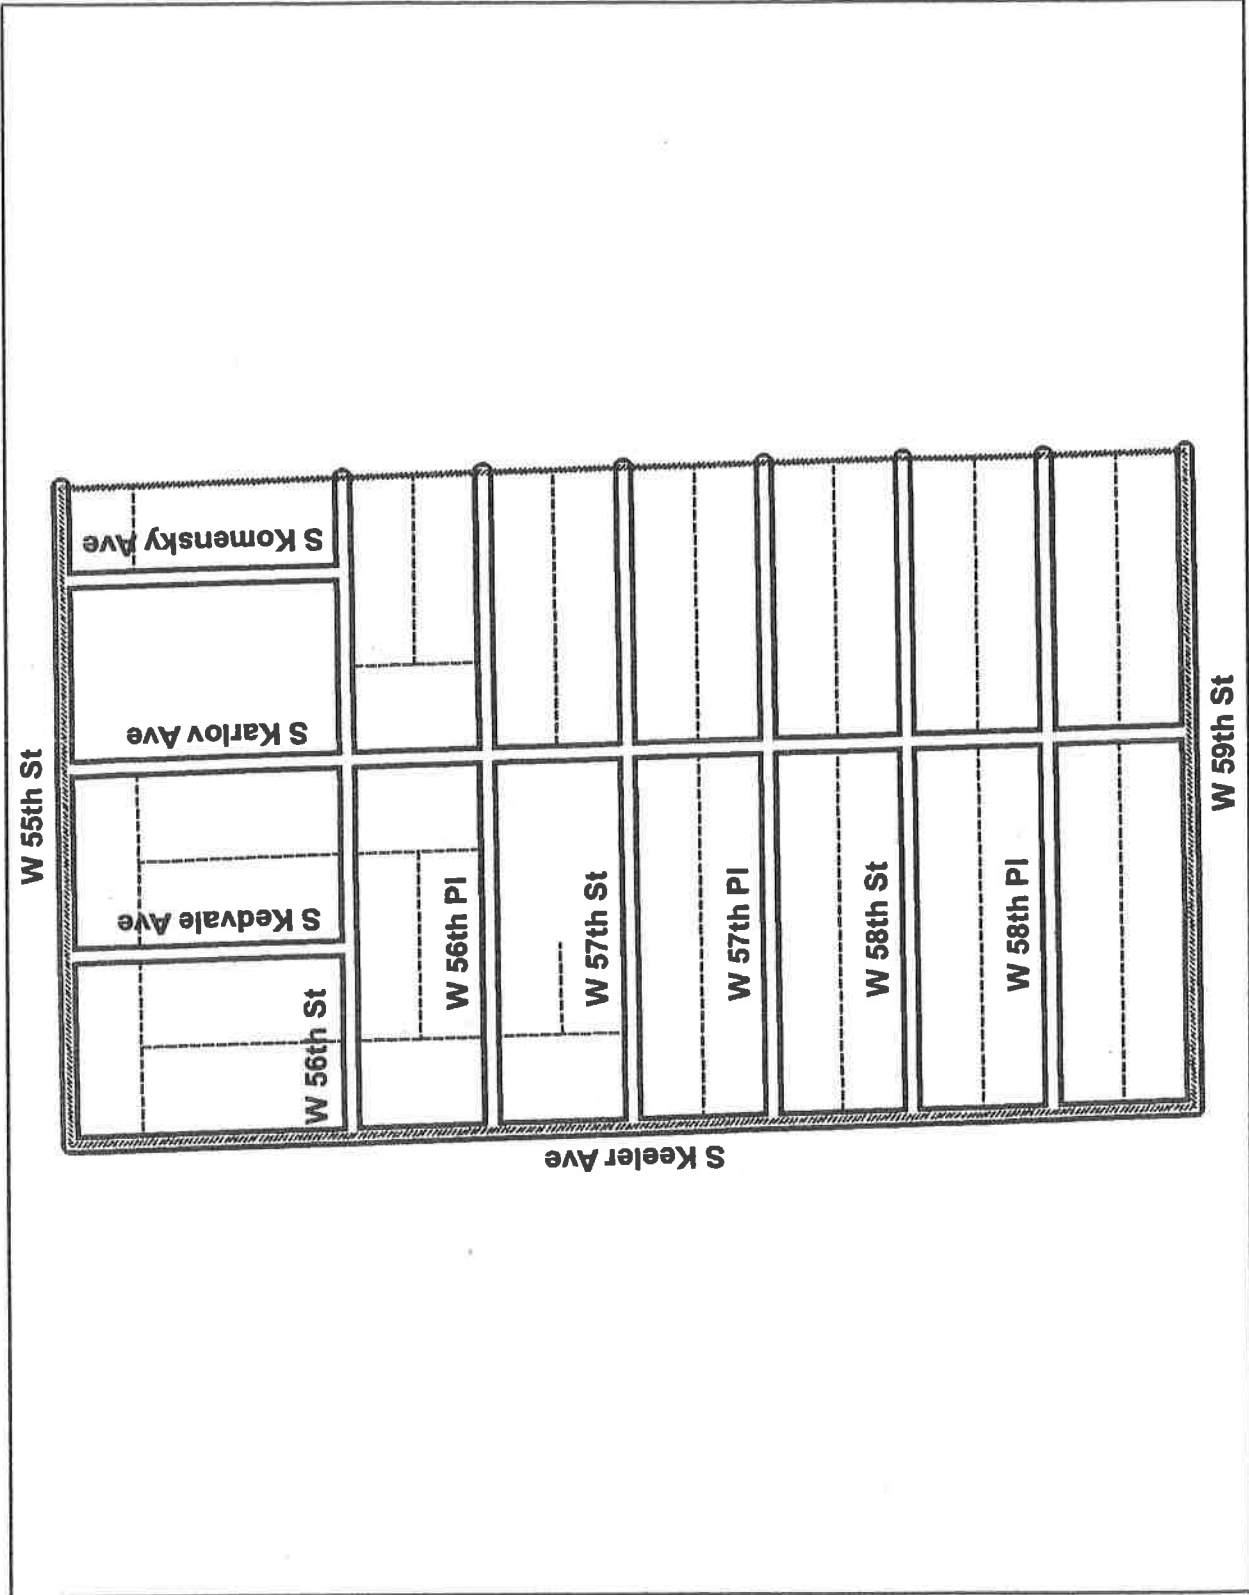 W 55th St
S Komensky Ave
S Karlov Ave
S Kedvale Ave
W 56th St
W 56th Pl
W 57th St
W 57th Pl
W 58th St
W 58th Pl
W 59th St
S Keeler Ave